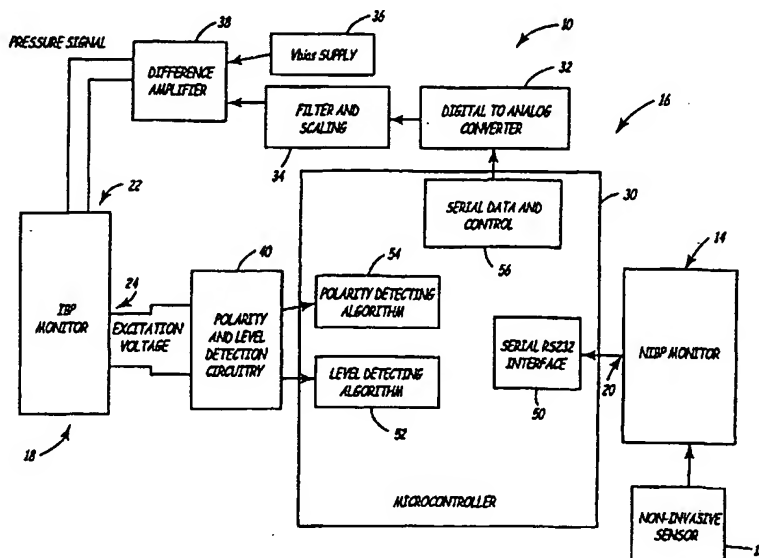 38
36
10
PRESSURE SIGNAL
DIFFERENCE
AMPLIFIER
Vbias SUPPLY
32
FILTER AND
SCALING
DIGITAL TO ANALOG
CONVERTER
16
34
22
30
SERIAL DATA AND
CONTROL
56
40
54
14
24
IBP
MONITOR
EXCITATION
VOLTAGE
POLARITY
AND LEVEL
DETECTION
CIRCUITRY
POLARITY DETECTING
ALGORITHM
SERIAL RS232
INTERFACE
NIBP MONITOR
LEVEL DETECTING
ALGORITHM
50
20
52
18
MICROCONTROLLER
NON-INVASIVE
SENSOR